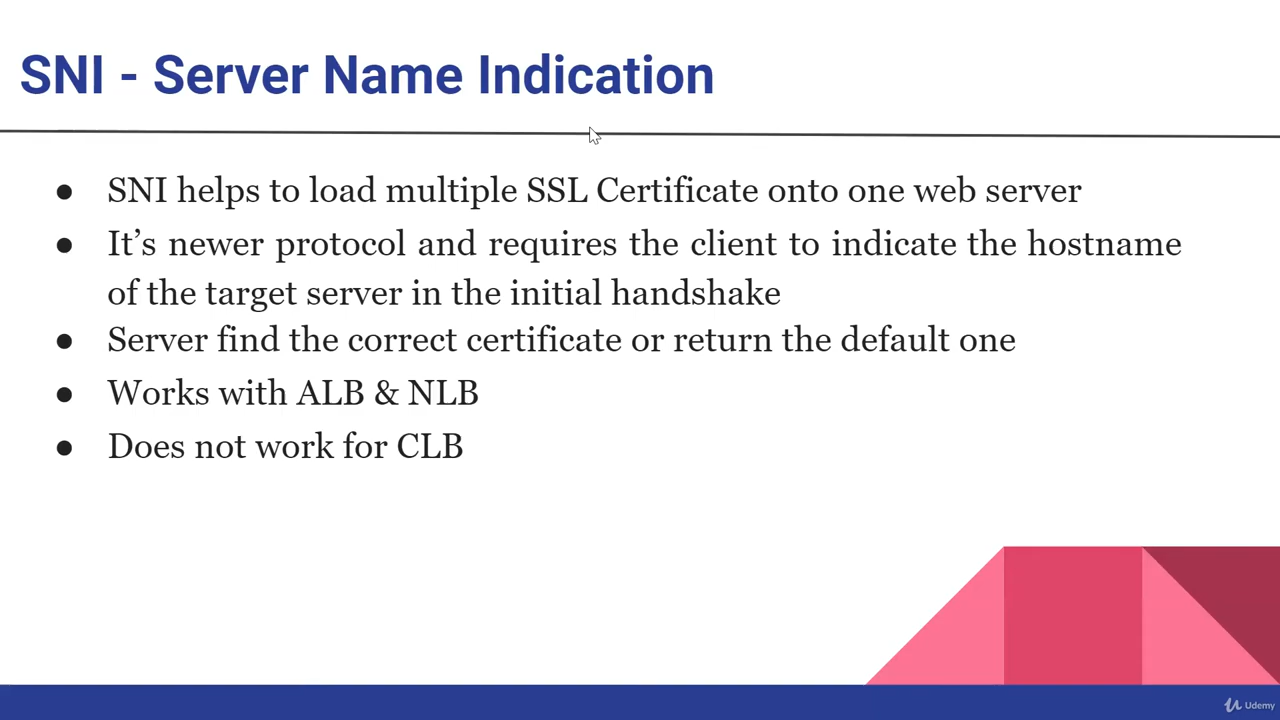 SNI - Server Name Indication
● SNI helps to load multiple SSL Certificate onto one web server
● It’s newer protocol and requires the client to indicate the hostname
of the target server in the initial handshake
● Server find the correct certificate or return the default one
● Works with ALB & NLB
● Does not work for CLB
Udemy